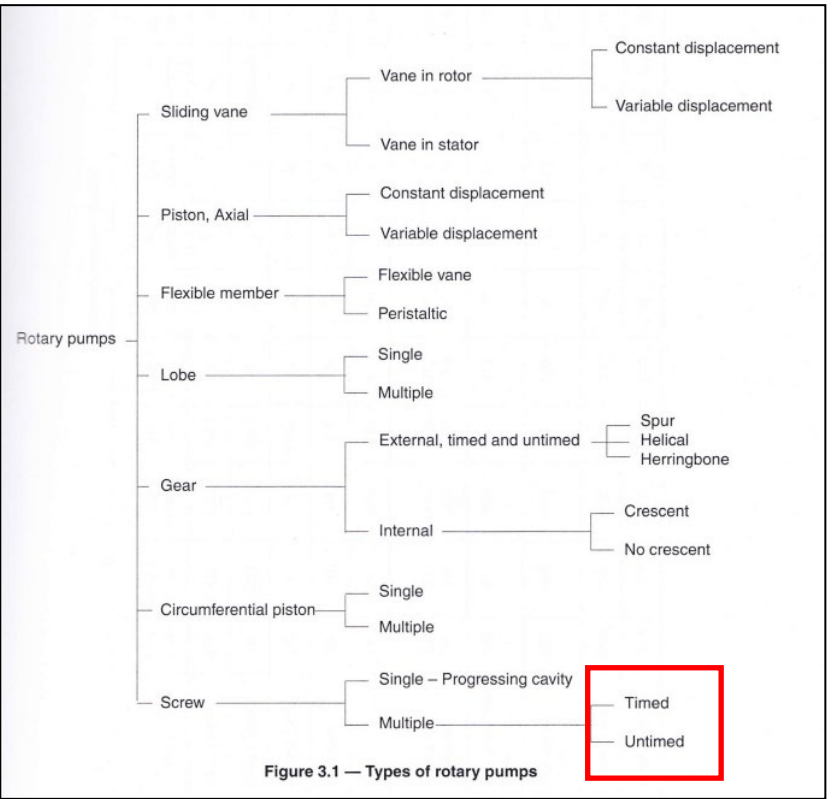 Constant displacement
Vane in rotor
Variable displacement
Sliding vane
Vane in stator
Constant displacement
Piston, Axial
Variable displacement
Flexible vane
Flexible member
Peristaltic
Rotary pumps
Single
Lobe
Multiple
Spur
External, timed and untimed
Helical
Herringbone
Gear
Crescent
Internal
No crescent
Single
Circumferential piston
Multiple
Single – Progressing cavity
Screw
Timed
Multiple
Untimed
Figure 3.1 — Types of rotary pumps